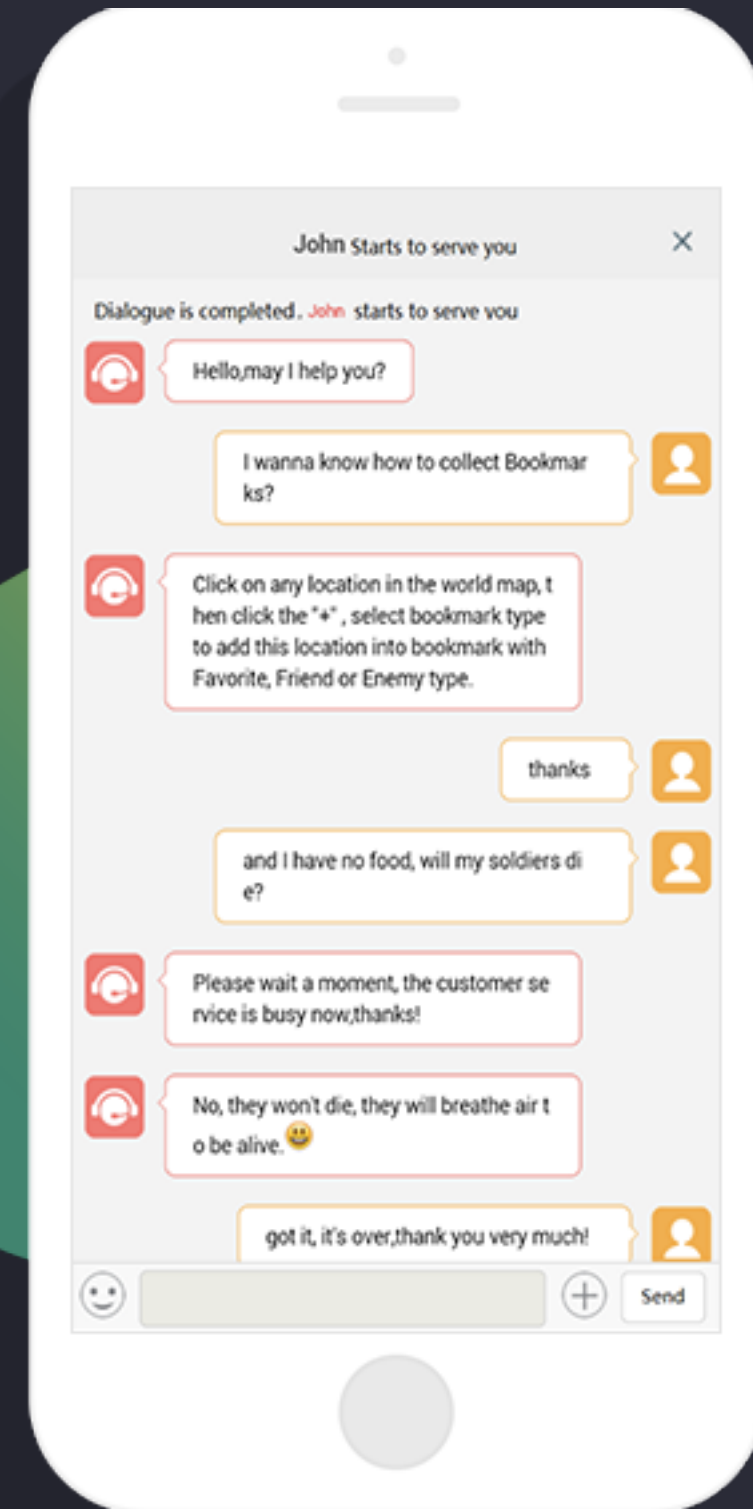 John Starts to serve you
Dialogue is completed. John starts to serve you
Hello,may I help you?
I wanna know how to collect Bookmar
ks?
Click on any location in the world map, t
hen click the "+" , select bookmark type
to add this location into bookmark with
Favorite, Friend or Enemy type.
thanks
and I have no food, will my soldiers di
e?
Please wait a moment, the customer se
rvice is busy now,thanks!
No, they won't die, they will breathe air t
o be alive.
got it, it's over,thank you very much!
Send